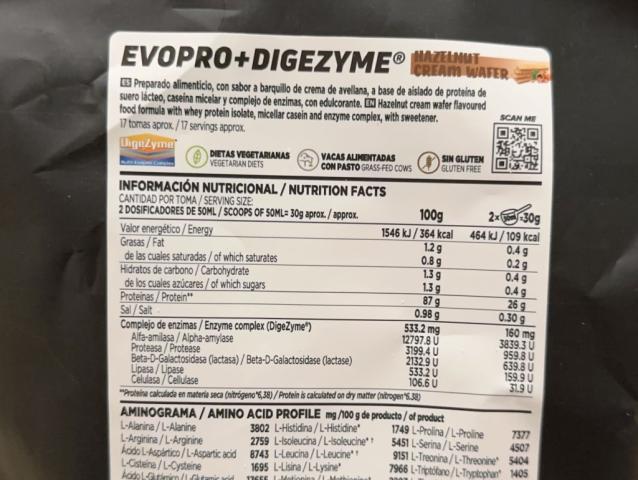 EVOPRO+DIGEZYME® HAZELNUT CREAM WAFER
ES Preparado alimenticio, con sabor a barquillo de crema de avellana, a base de aislado de proteína de
suero lácteo, caseína micelar y complejo de enzimas, con edulcorante. EN Hazelnut cream wafer flavoured
food formula with whey protein isolate, micellar casein and enzyme complex, with sweetener.
17 tomas aprox. / 17 servings approx.
SCAN ME
DigeZyme
DIETAS VEGETARIANAS
VEGETARIAN DIETS
VACAS ALIMENTADAS
CON PASTO GRASS-FED COWS
SIN GLUTEN
GLUTEN FREE
INFORMACIÓN NUTRICIONAL / NUTRITION FACTS
CANTIDAD POR TOMA / SERVING SIZE:
2 DOSIFICADORES DE 50ML / SCOOPS OF 50ML= 30g aprox. / approx. 100g 2x 50ml =30g
Valor energético / Energy 1546 kJ / 364 kcal 464 kJ / 109 kcal
Grasas / Fat 1.2 g 0.4 g
de las cuales saturadas / of which saturates 0.8 g 0.2 g
Hidratos de carbono / Carbohydrate 1.3 g 0.4 g
de los cuales azúcares / of which sugars 1.3 g 0.4 g
Proteínas / Protein** 87 g 26 g
Sal / Salt 0.98 g 0.30 g
Complejo de enzimas / Enzyme complex (DigeZyme®) 533.2 mg 160 mg
Alfa-amilasa / Alpha-amylase 12797.8 U 3839.3 U
Proteasa / Protease 3199.4 U 959.8 U
Beta-D-Galactosidasa (lactasa) / Beta-D-Galactosidase (lactase) 2132.9 U 639.8 U
Lipasa / Lipase 533.2 U 159.9 U
Celulasa / Cellulase 106.6 U 31.9 U
**Proteína calculada en materia seca (nitrógeno*6,38) / Protein is calculated on dry matter (nitrogen*6.38)
AMINOGRAMA / AMINO ACID PROFILE mg /100 g de producto / of product
L-Alanina / L-Alanine 3802 L-Histidina / L-Histidine* 1749 L-Prolina / L-Proline 7377
L-Arginina / L-Arginine 2759 L-Isoleucina / L-Isoleucine*† 5451 L-Serina / L-Serine 4507
Ácido L-Aspártico / L-Aspartic acid 8743 L-Leucina / L-Leucine*† 9151 L-Treonina / L-Threonine* 5404
L-Cisteína / L-Cysteine 1695 L-Lisina / L-Lysine* 7966 L-Triptófano / L-Tryptophan* 1405
Ácido L-Glutámico / L-Glutamic acid 17655 L-Metionina / L-Methionine*